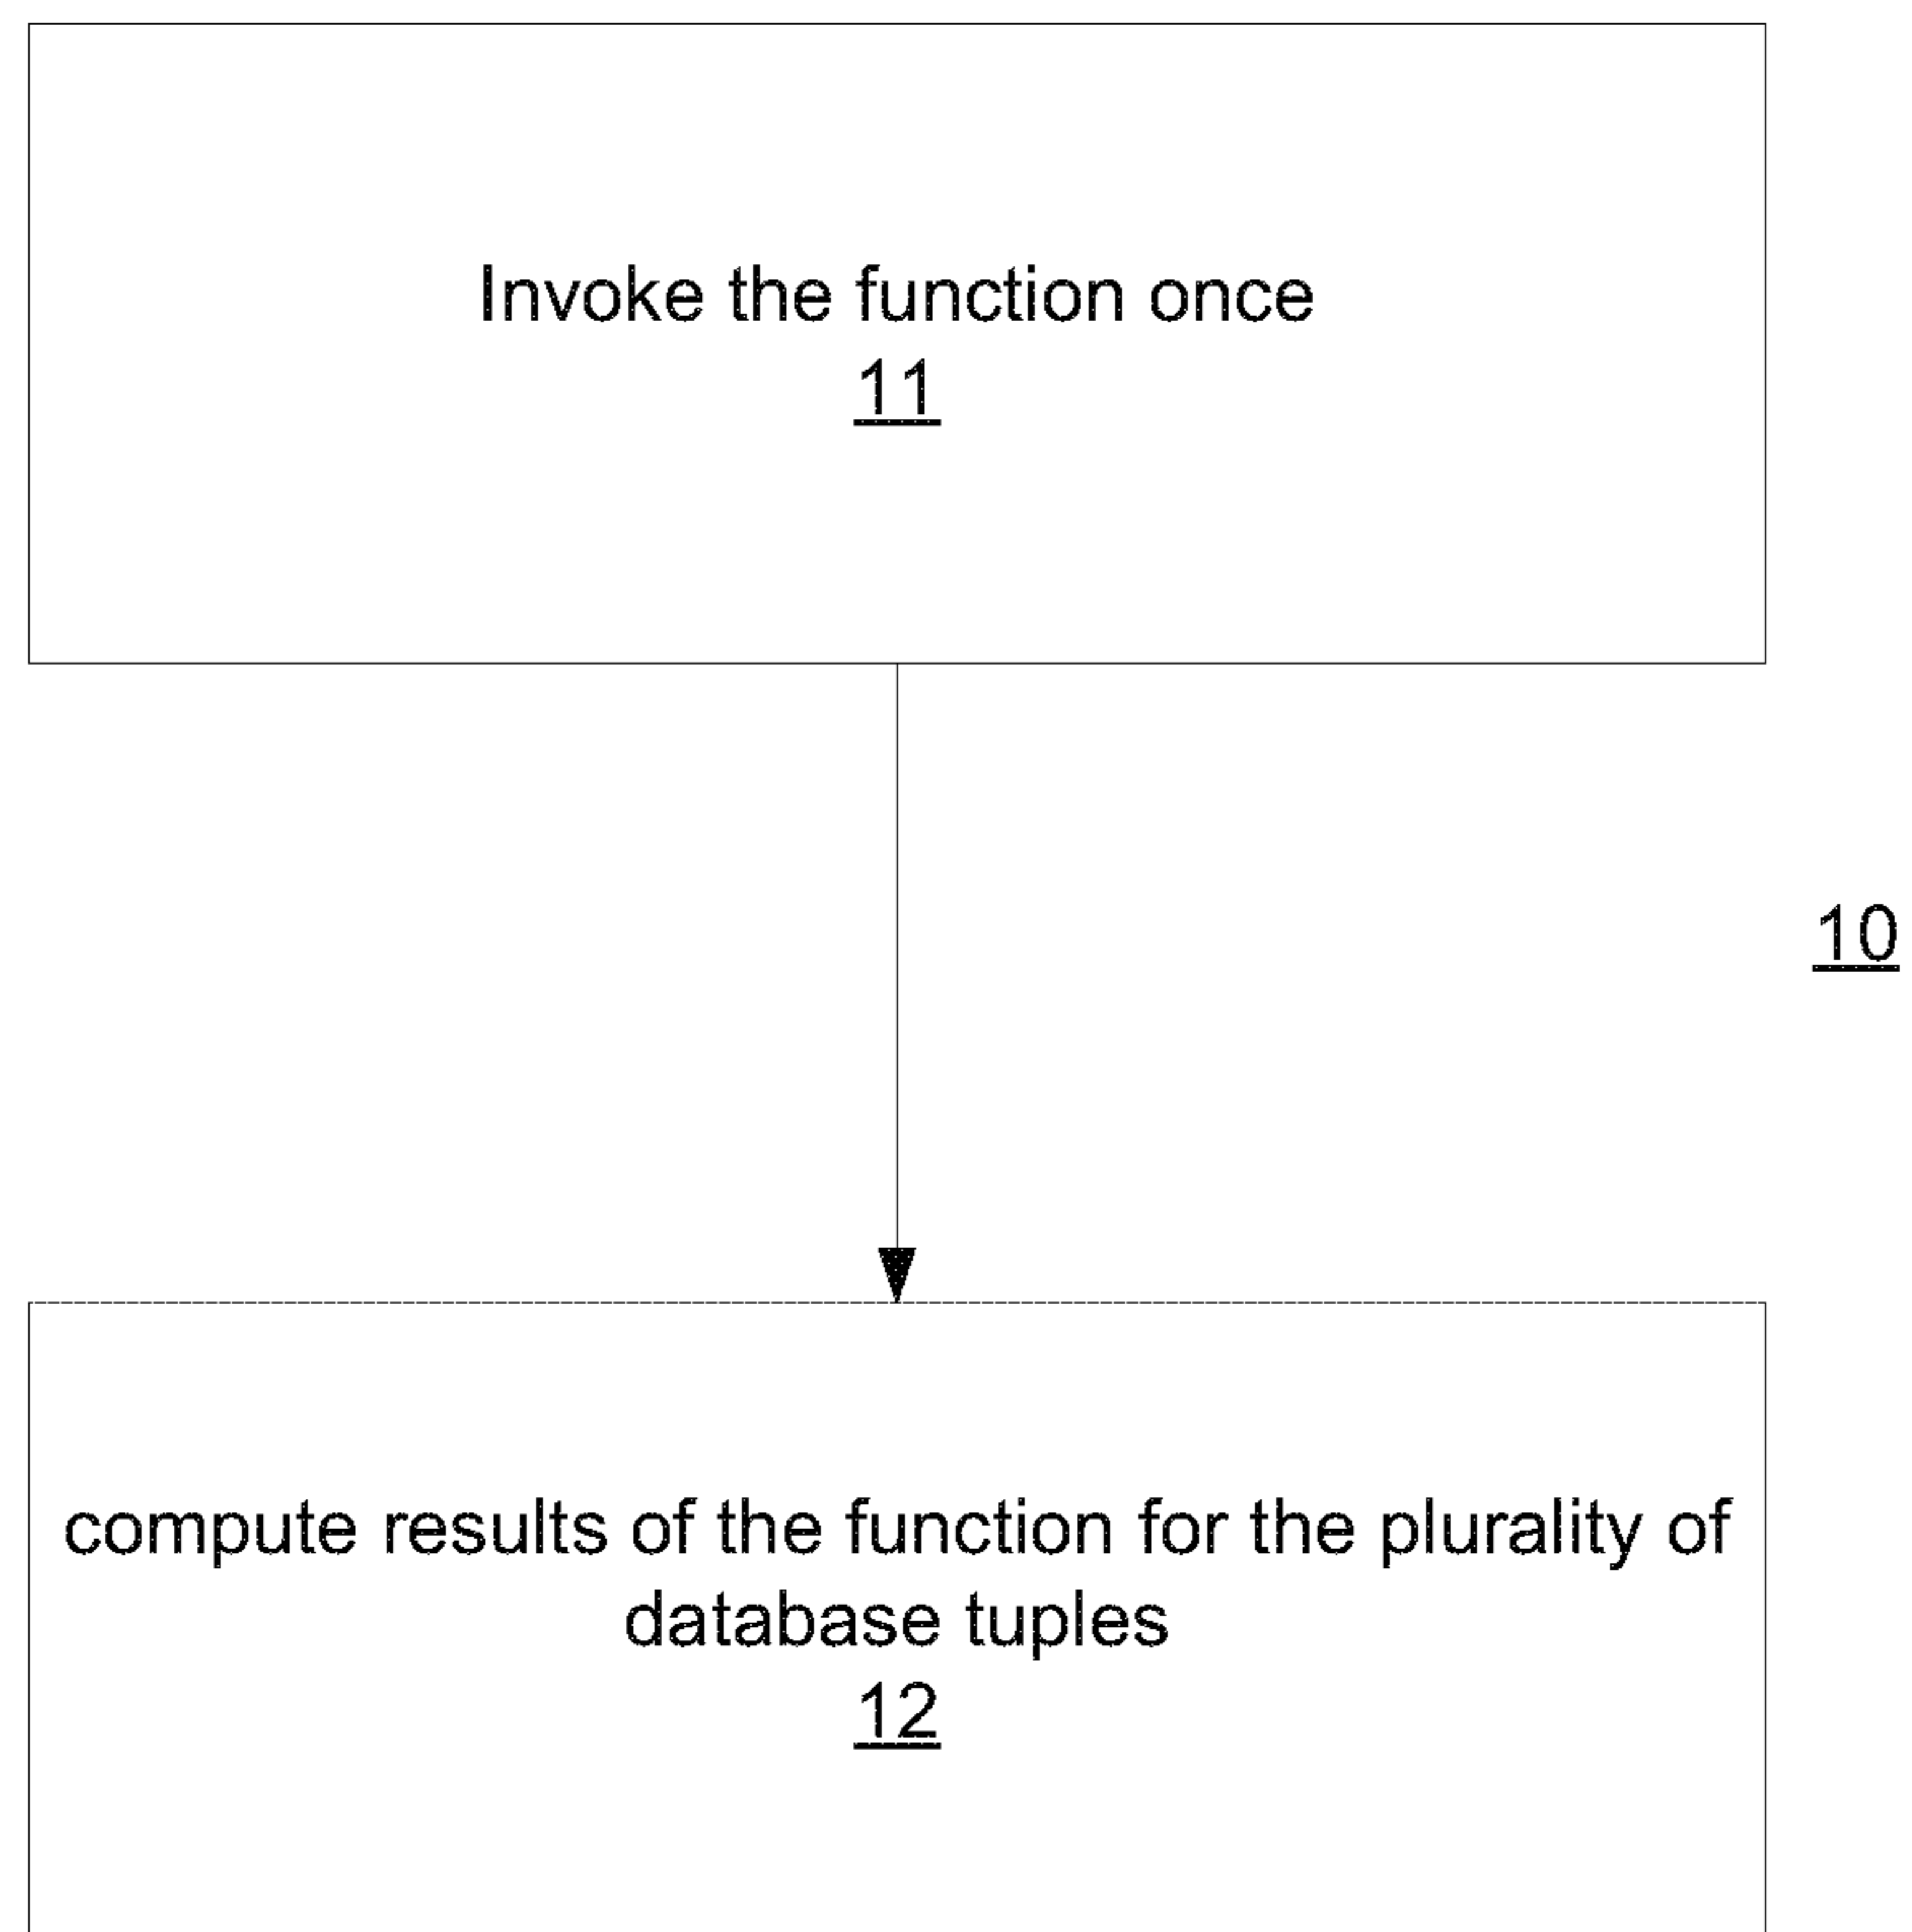 Invoke the function once
11
10
compute results of the function for the plurality of
database tuples
12